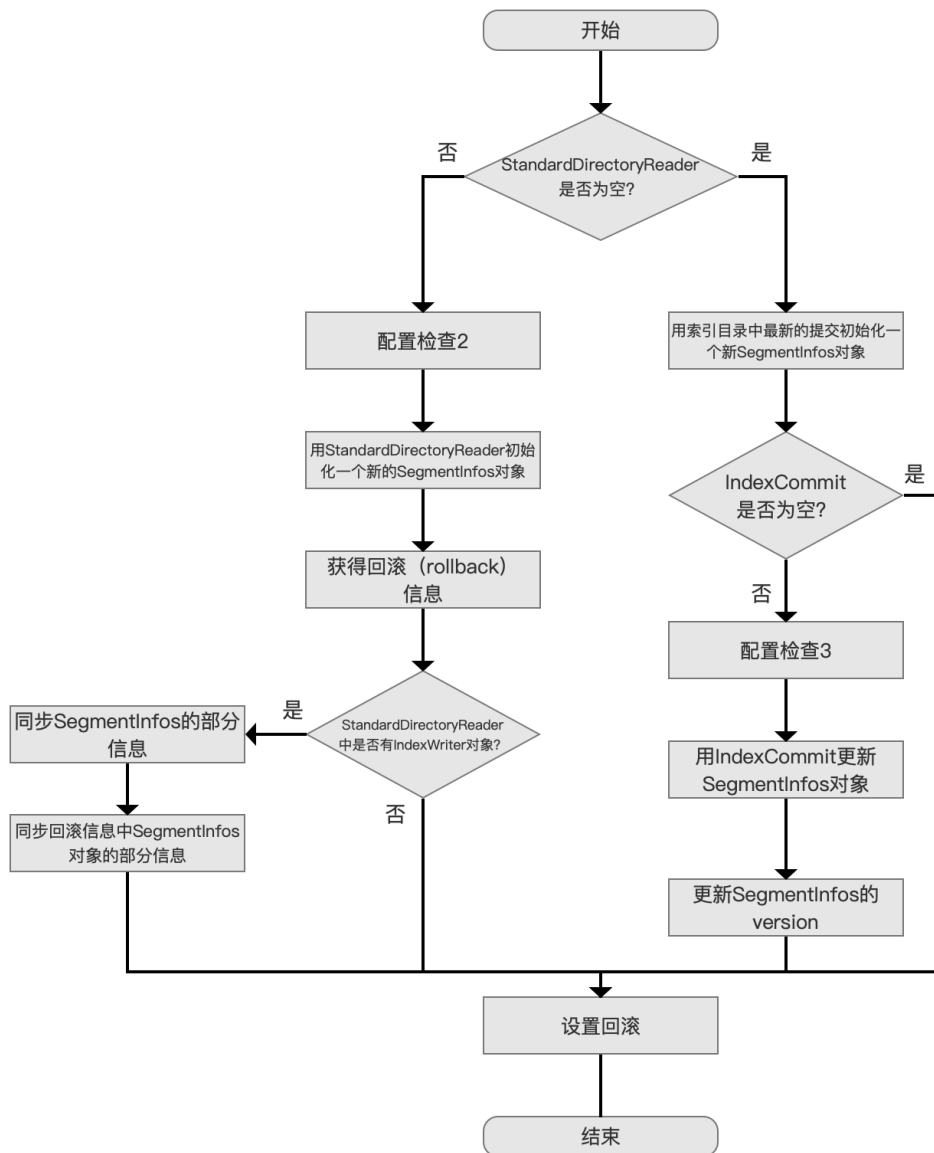 开始
否
是
StandardDirectoryReader
是否为空?
配置检查2
用索引目录中最新的提交初始化一
个新SegmentInfos对象
用StandardDirectoryReader初始
化一个新的SegmentInfos对象
IndexCommit
是否为空?
是
获得回滚（rollback）
信息
否
配置检查3
同步SegmentInfos的部分
信息
是
StandardDirectoryReader
中是否有IndexWriter对象?
用IndexCommit更新
SegmentInfos对象
否
同步回滚信息中SegmentInfos
对象的部分信息
更新SegmentInfos的
version
设置回滚
结束